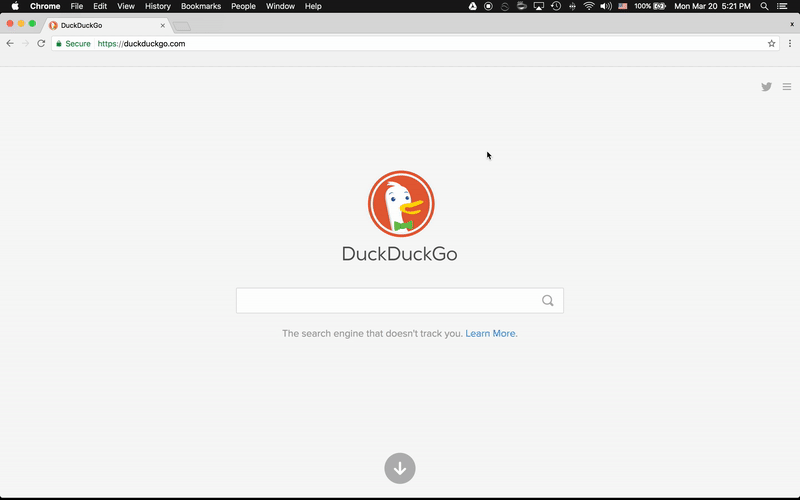 Chrome File Edit View History Bookmarks People Window Help 100% Mon Mar 20 5:21 PM
DuckDuckGo x
Secure https://duckduckgo.com
DuckDuckGo
The search engine that doesn't track you. Learn More.